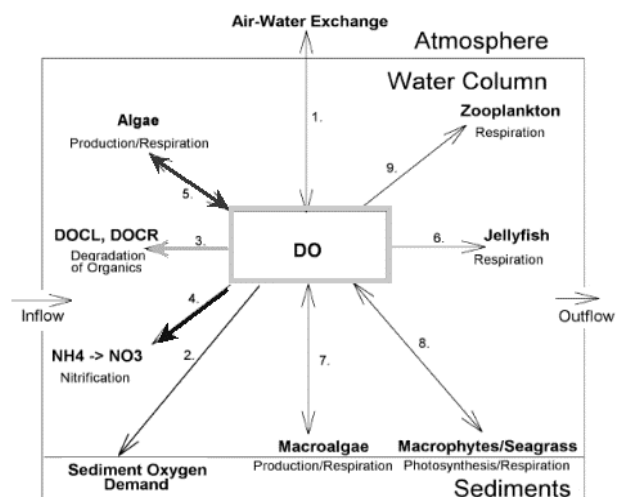 Air-Water Exchange
Atmosphere
Water Column
Algae
Production/Respiration
1.
Zooplankton
Respiration
9.
5.
DOCL, DOCR
Degradation
of Organics
3.
DO
6.
Jellyfish
Respiration
Inflow
4.
Outflow
NH4 -> NO3
Nitrification
2.
7.
8.
Sediment Oxygen
Demand
Macroalgae
Production/Respiration
Macrophytes/Seagrass
Photosynthesis/Respiration
Sediments